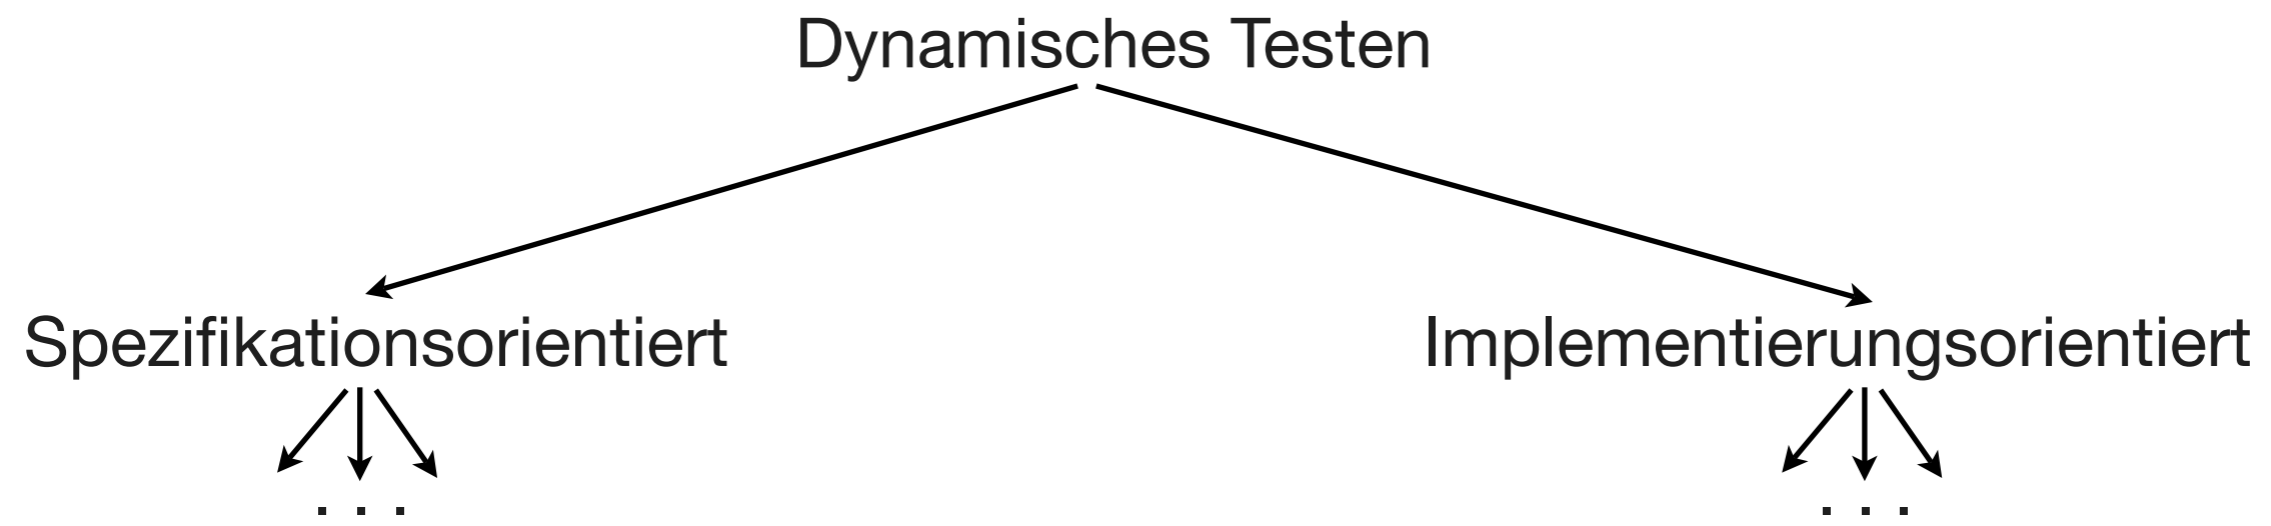 Dynamisches Testen
Spezifikationsorientiert
Implementierungsorientiert
... ...